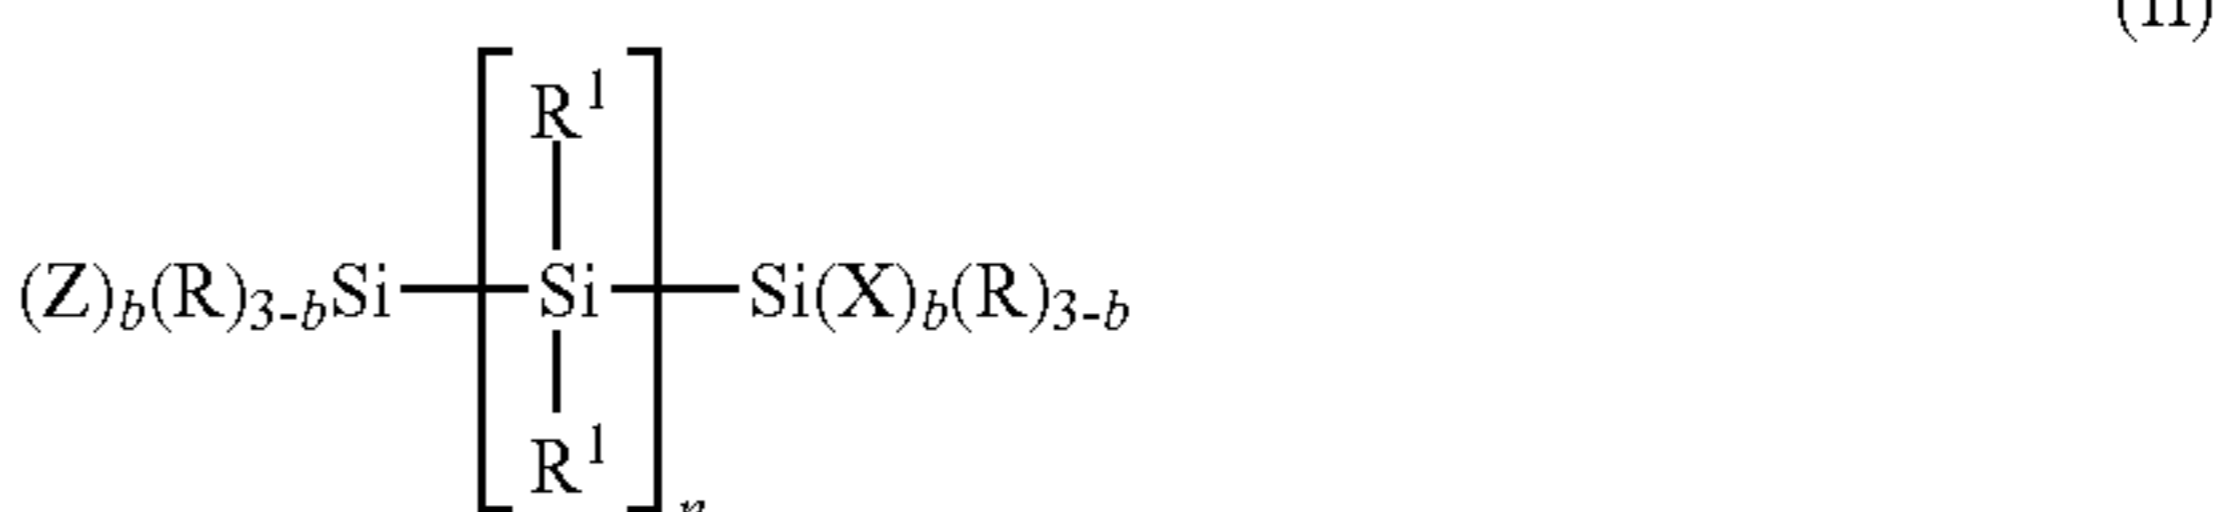 (II)
R¹
(Z)b(R)3-bSi—Si—Si(X)b(R)3-b
R¹
n